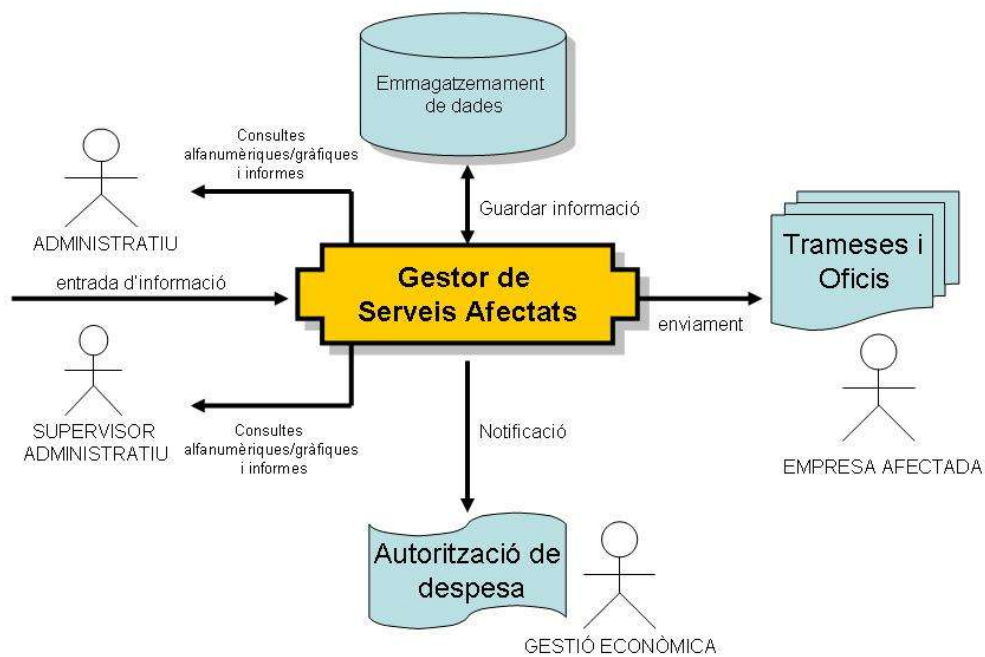 Emmagatzemament
de dades
Consultes
alfanumèriques/gràfiques
i informes
Guardar informació
ADMINISTRATIU
entrada d'informació
Gestor de
Serveis Afectats
Trameses i
Oficis
enviament
SUPERVISOR
ADMINISTRATIU
Consultes
alfanumèriques/gràfiques
i informes
Notificació
EMPRESA AFECTADA
Autorització de
despesa
GESTIÓ ECONÒMICA